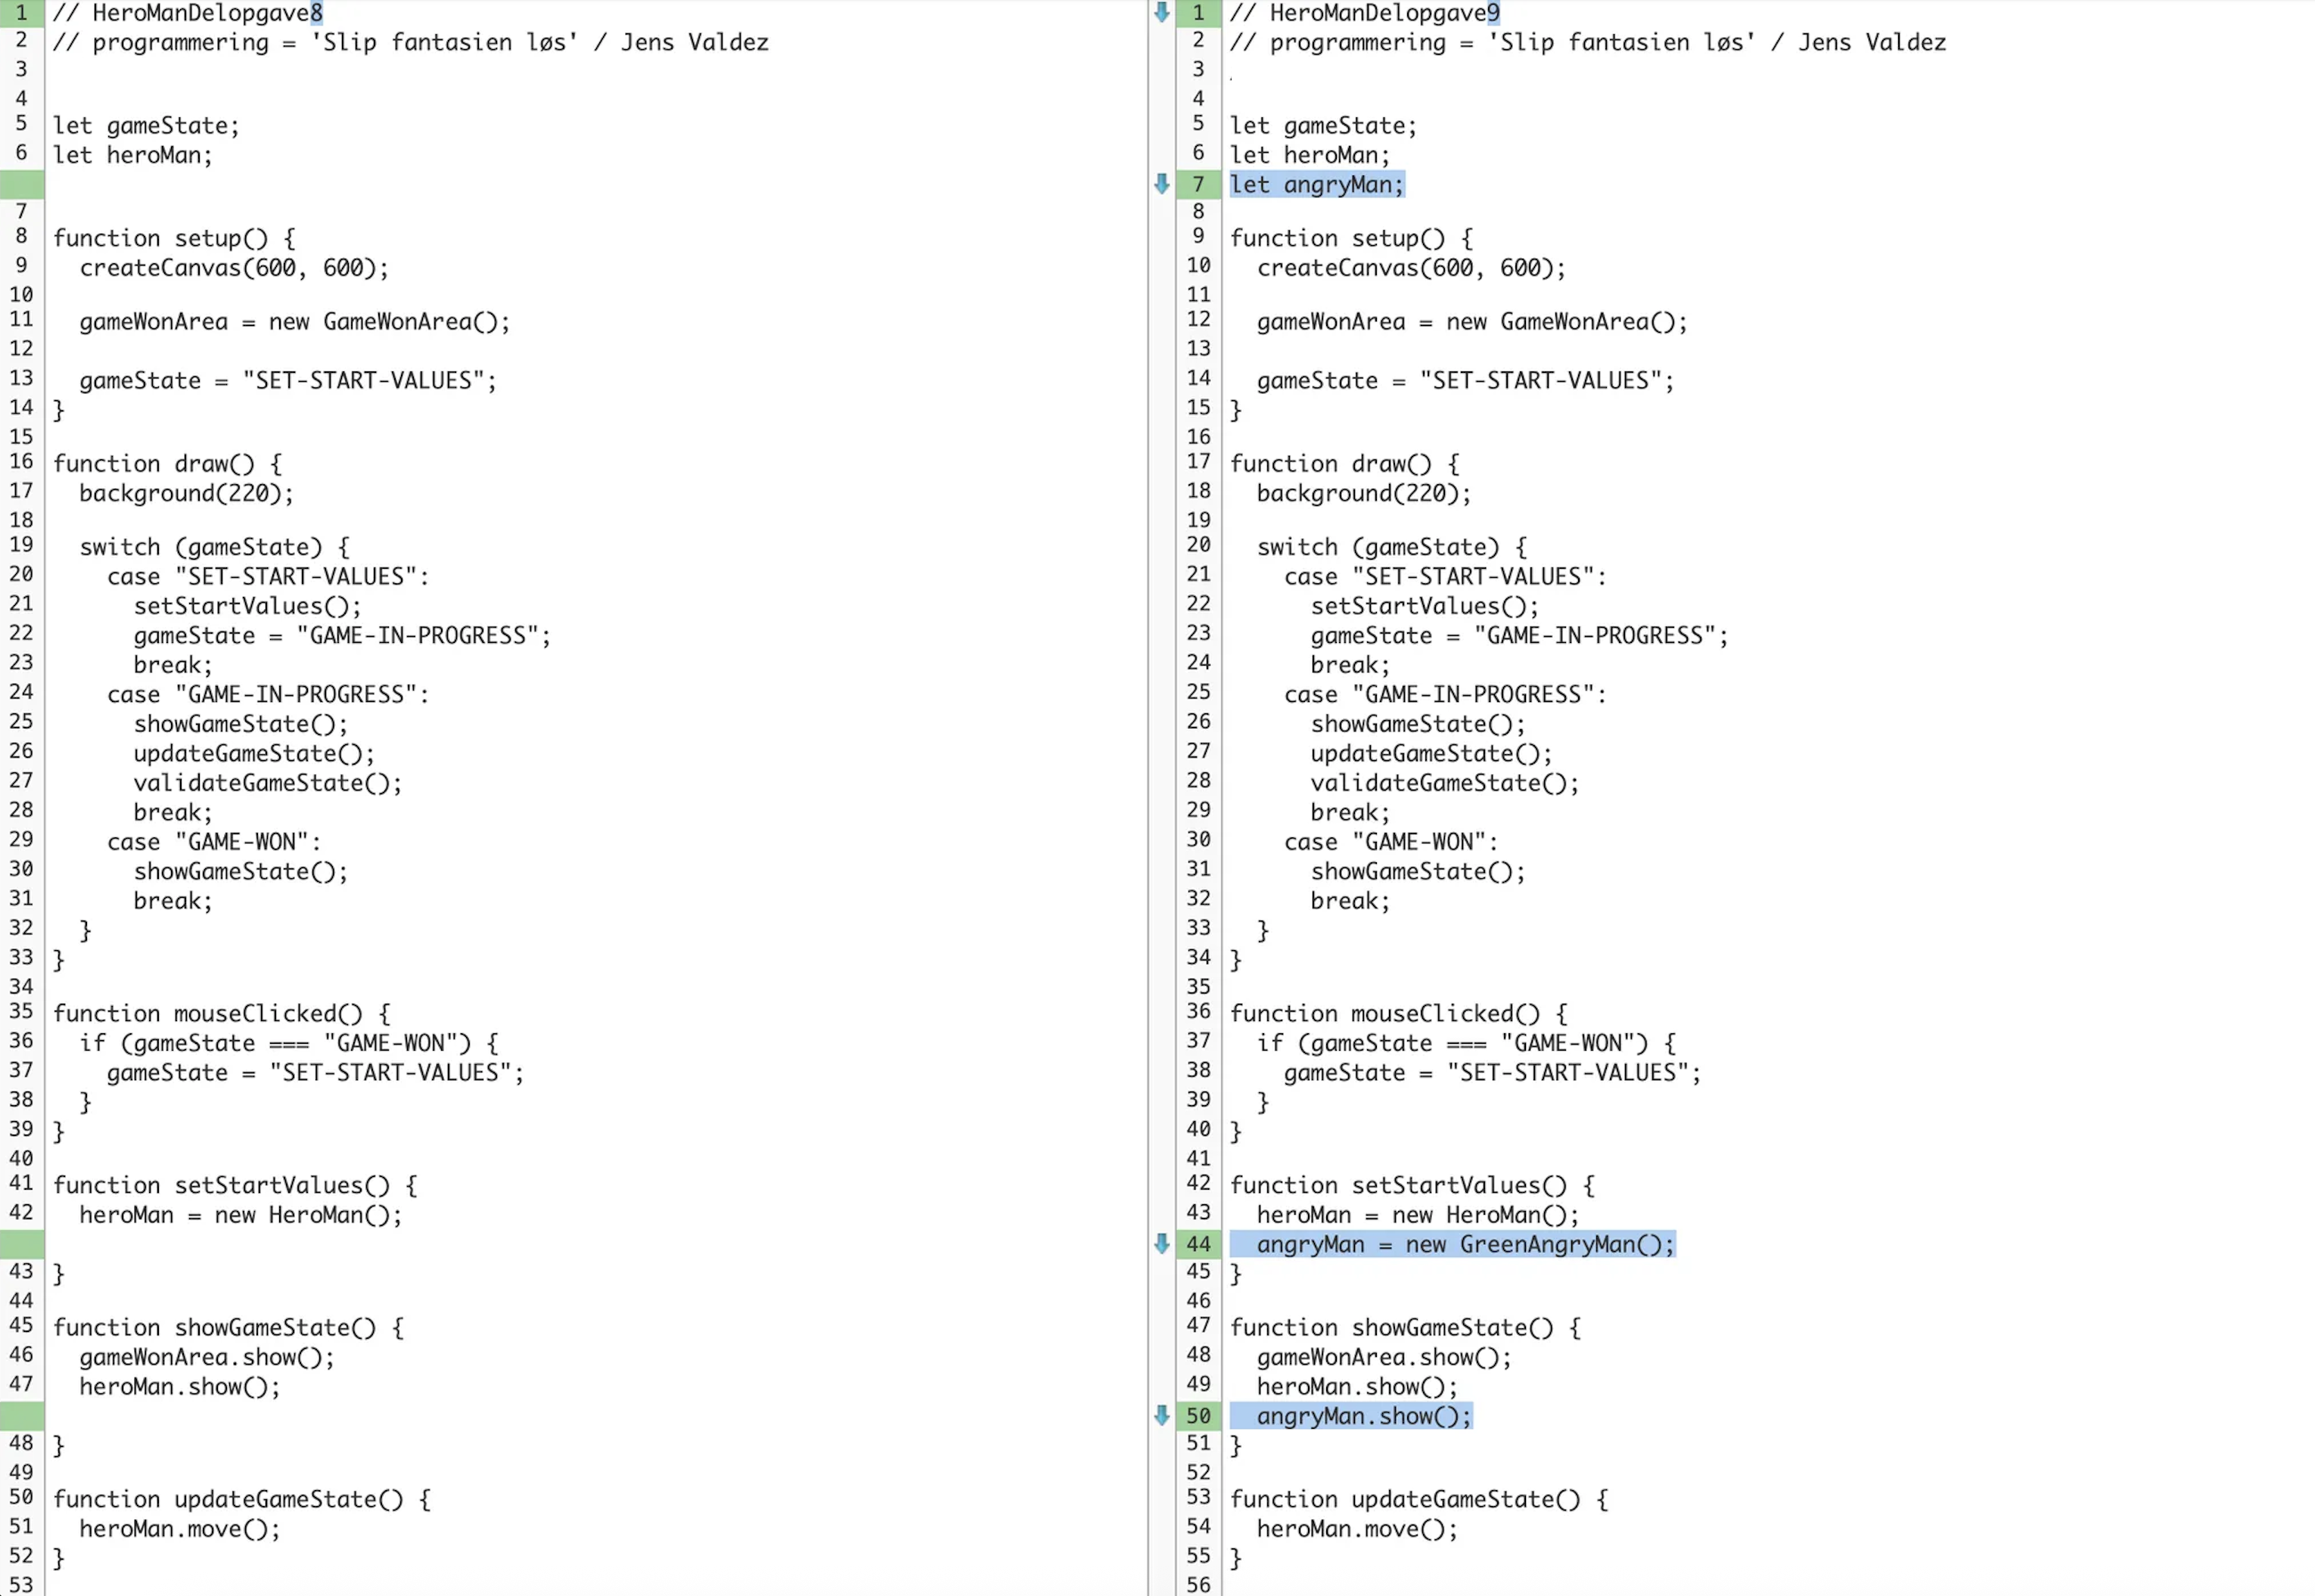 1 // HeroManDelopgave8
2 // programmering = 'Slip fantasien løs' / Jens Valdez
3
4
5 let gameState;
6 let heroMan;
7
8 function setup() {
9   createCanvas(600, 600);
10
11   gameWonArea = new GameWonArea();
12
13   gameState = "SET-START-VALUES";
14 }
15
16 function draw() {
17   background(220);
18
19   switch (gameState) {
20     case "SET-START-VALUES":
21       setStartValues();
22       gameState = "GAME-IN-PROGRESS";
23       break;
24     case "GAME-IN-PROGRESS":
25       showGameState();
26       updateGameState();
27       validateGameState();
28       break;
29     case "GAME-WON":
30       showGameState();
31       break;
32   }
33 }
34
35 function mouseClicked() {
36   if (gameState === "GAME-WON") {
37     gameState = "SET-START-VALUES";
38   }
39 }
40
41 function setStartValues() {
42   heroMan = new HeroMan();
43 }
44
45 function showGameState() {
46   gameWonArea.show();
47   heroMan.show();
48 }
49
50 function updateGameState() {
51   heroMan.move();
52 }
53
1 // HeroManDelopgave9
2 // programmering = 'Slip fantasien løs' / Jens Valdez
3 .
4
5 let gameState;
6 let heroMan;
7 let angryMan;
8
9 function setup() {
10   createCanvas(600, 600);
11
12   gameWonArea = new GameWonArea();
13
14   gameState = "SET-START-VALUES";
15 }
16
17 function draw() {
18   background(220);
19
20   switch (gameState) {
21     case "SET-START-VALUES":
22       setStartValues();
23       gameState = "GAME-IN-PROGRESS";
24       break;
25     case "GAME-IN-PROGRESS":
26       showGameState();
27       updateGameState();
28       validateGameState();
29       break;
30     case "GAME-WON":
31       showGameState();
32       break;
33   }
34 }
35
36 function mouseClicked() {
37   if (gameState === "GAME-WON") {
38     gameState = "SET-START-VALUES";
39   }
40 }
41
42 function setStartValues() {
43   heroMan = new HeroMan();
44   angryMan = new GreenAngryMan();
45 }
46
47 function showGameState() {
48   gameWonArea.show();
49   heroMan.show();
50   angryMan.show();
51 }
52
53 function updateGameState() {
54   heroMan.move();
55 }
56